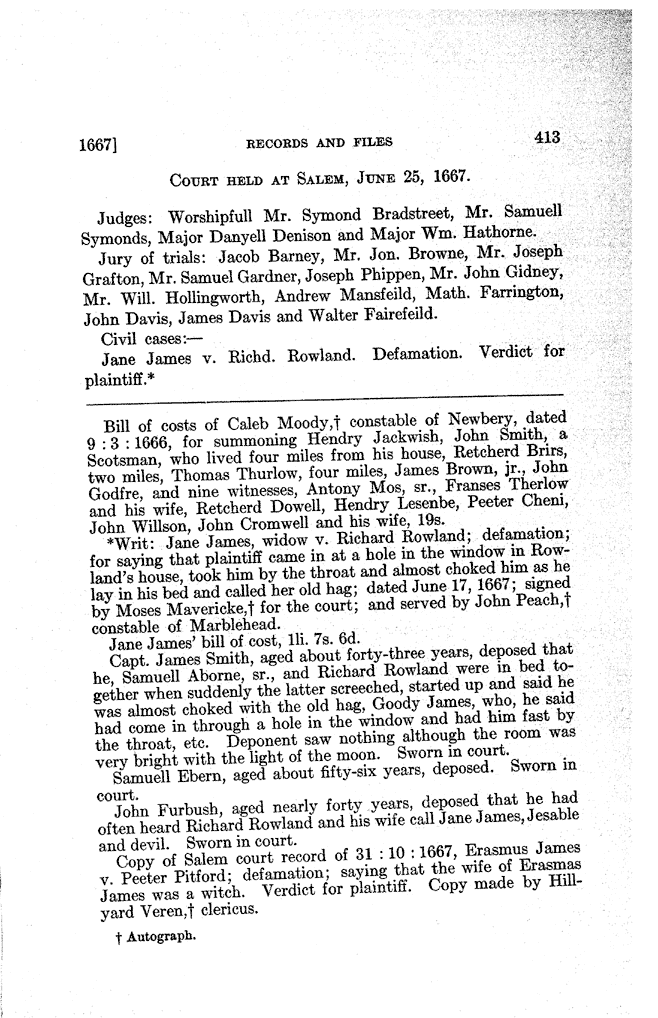 1667] RECORDS AND FILES 413
COURT HELD AT SALEM, JUNE 25, 1667.
Judges: Worshipfull Mr. Symond Bradstreet, Mr. Samuell
Symonds, Major Danyell Denison and Major Wm. Hathorne.
Jury of trials: Jacob Barney, Mr. Jon. Browne, Mr. Joseph
Grafton, Mr. Samuel Gardner, Joseph Phippen, Mr. John Gidney,
Mr. Will. Hollingworth, Andrew Mansfeild, Math. Farrington,
John Davis, James Davis and Walter Fairefeild.
Civil cases:—
Jane James v. Richd. Rowland. Defamation. Verdict for
plaintiff.*
Bill of costs of Caleb Moody,† constable of Newbery, dated
9 : 3 : 1666, for summoning Hendry Jackwish, John Smith, a
Scotsman, who lived four miles from his house, Retcherd Brirs,
two miles, Thomas Thurlow, four miles, James Brown, jr., John
Godfre, and nine witnesses, Antony Mos, sr., Franses Therlow
and his wife, Retcherd Dowell, Hendry Lesenbe, Peeter Cheni,
John Willson, John Cromwell and his wife, 19s.
*Writ: Jane James, widow v. Richard Rowland; defamation;
for saying that plaintiff came in at a hole in the window in Row-
land's house, took him by the throat and almost choked him as he
lay in his bed and called her old hag; dated June 17, 1667; signed
by Moses Mavericke,† for the court; and served by John Peach,†
constable of Marblehead.
Jane James' bill of cost, 1li. 7s. 6d.
Capt. James Smith, aged about forty-three years, deposed that
he, Samuell Aborne, sr., and Richard Rowland were in bed to-
gether when suddenly the latter screeched, started up and said he
was almost choked with the old hag, Goody James, who, he said
had come in through a hole in the window and had him fast by
the throat, etc. Deponent saw nothing although the room was
very bright with the light of the moon. Sworn in court.
Samuell Ebern, aged about fifty-six years, deposed. Sworn in
court.
John Furbush, aged nearly forty years, deposed that he had
often heard Richard Rowland and his wife call Jane James, Jesable
and devil. Sworn in court.
Copy of Salem court record of 31 : 10 : 1667, Erasmus James
v. Peeter Pitford; defamation; saying that the wife of Erasmas
James was a witch. Verdict for plaintiff. Copy made by Hill-
yard Veren,† clericus.
† Autograph.